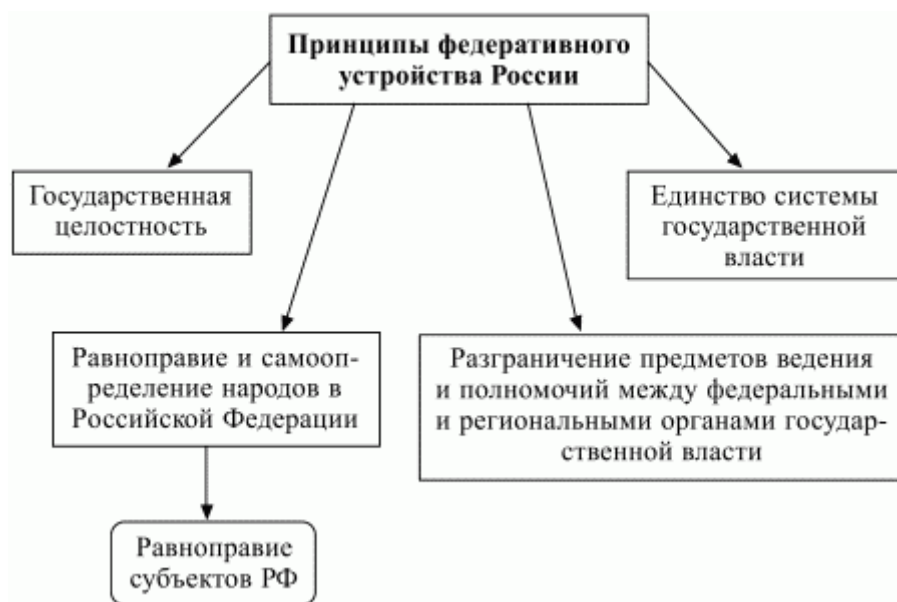 Принципы федеративного
устройства России
Государственная
целостность
Единство системы
государственной
власти
Равноправие и самооп-
ределение народов в
Российской Федерации
Разграничение предметов ведения
и полномочий между федеральными
и региональными органами государ-
ственной власти
Равноправие
субъектов РФ